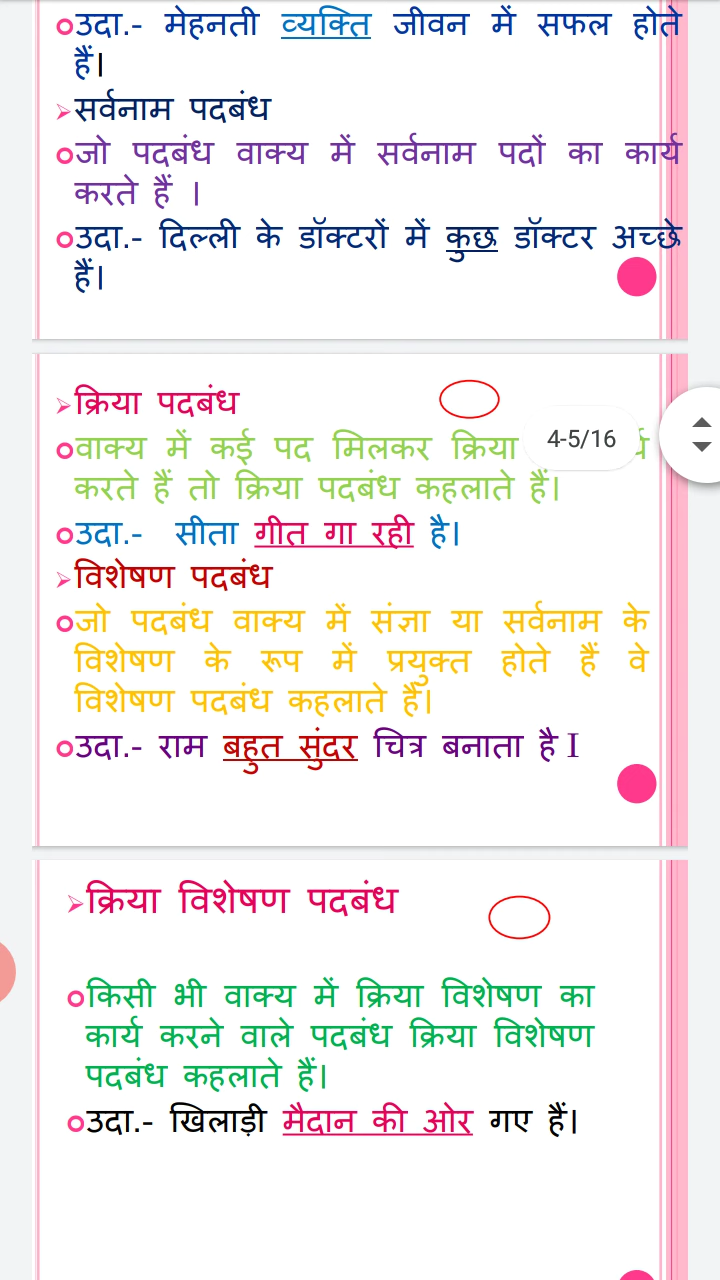 उदा.- मेहनती व्यक्ति जीवन में सफल होते
हैं।
सर्वनाम पदबंध
जो पदबंध वाक्य में सर्वनाम पदों का कार्य
करते हैं ।
उदा.- दिल्ली के डॉक्टरों में कुछ डॉक्टर अच्छे
हैं।
क्रिया पदबंध
वाक्य में कई पद मिलकर क्रिया
4-5/16
करते हैं तो क्रिया पदबंध कहलाते हैं।
उदा.- सीता गीत गा रही है।
विशेषण पदबंध
जो पदबंध वाक्य में संज्ञा या सर्वनाम के
विशेषण के रूप में प्रयुक्त होते हैं वे
विशेषण पदबंध कहलाते हैं।
उदा.- राम बहुत सुंदर चित्र बनाता है I
क्रिया विशेषण पदबंध
किसी भी वाक्य में क्रिया विशेषण का
कार्य करने वाले पदबंध क्रिया विशेषण
पदबंध कहलाते हैं।
उदा.- खिलाड़ी मैदान की ओर गए हैं।